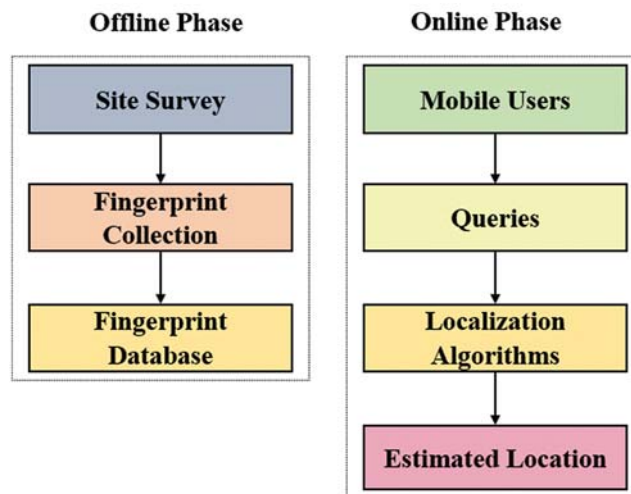 Offline Phase
Site Survey
Fingerprint
Collection
Fingerprint
Database
Online Phase
Mobile Users
Queries
Localization
Algorithms
Estimated Location